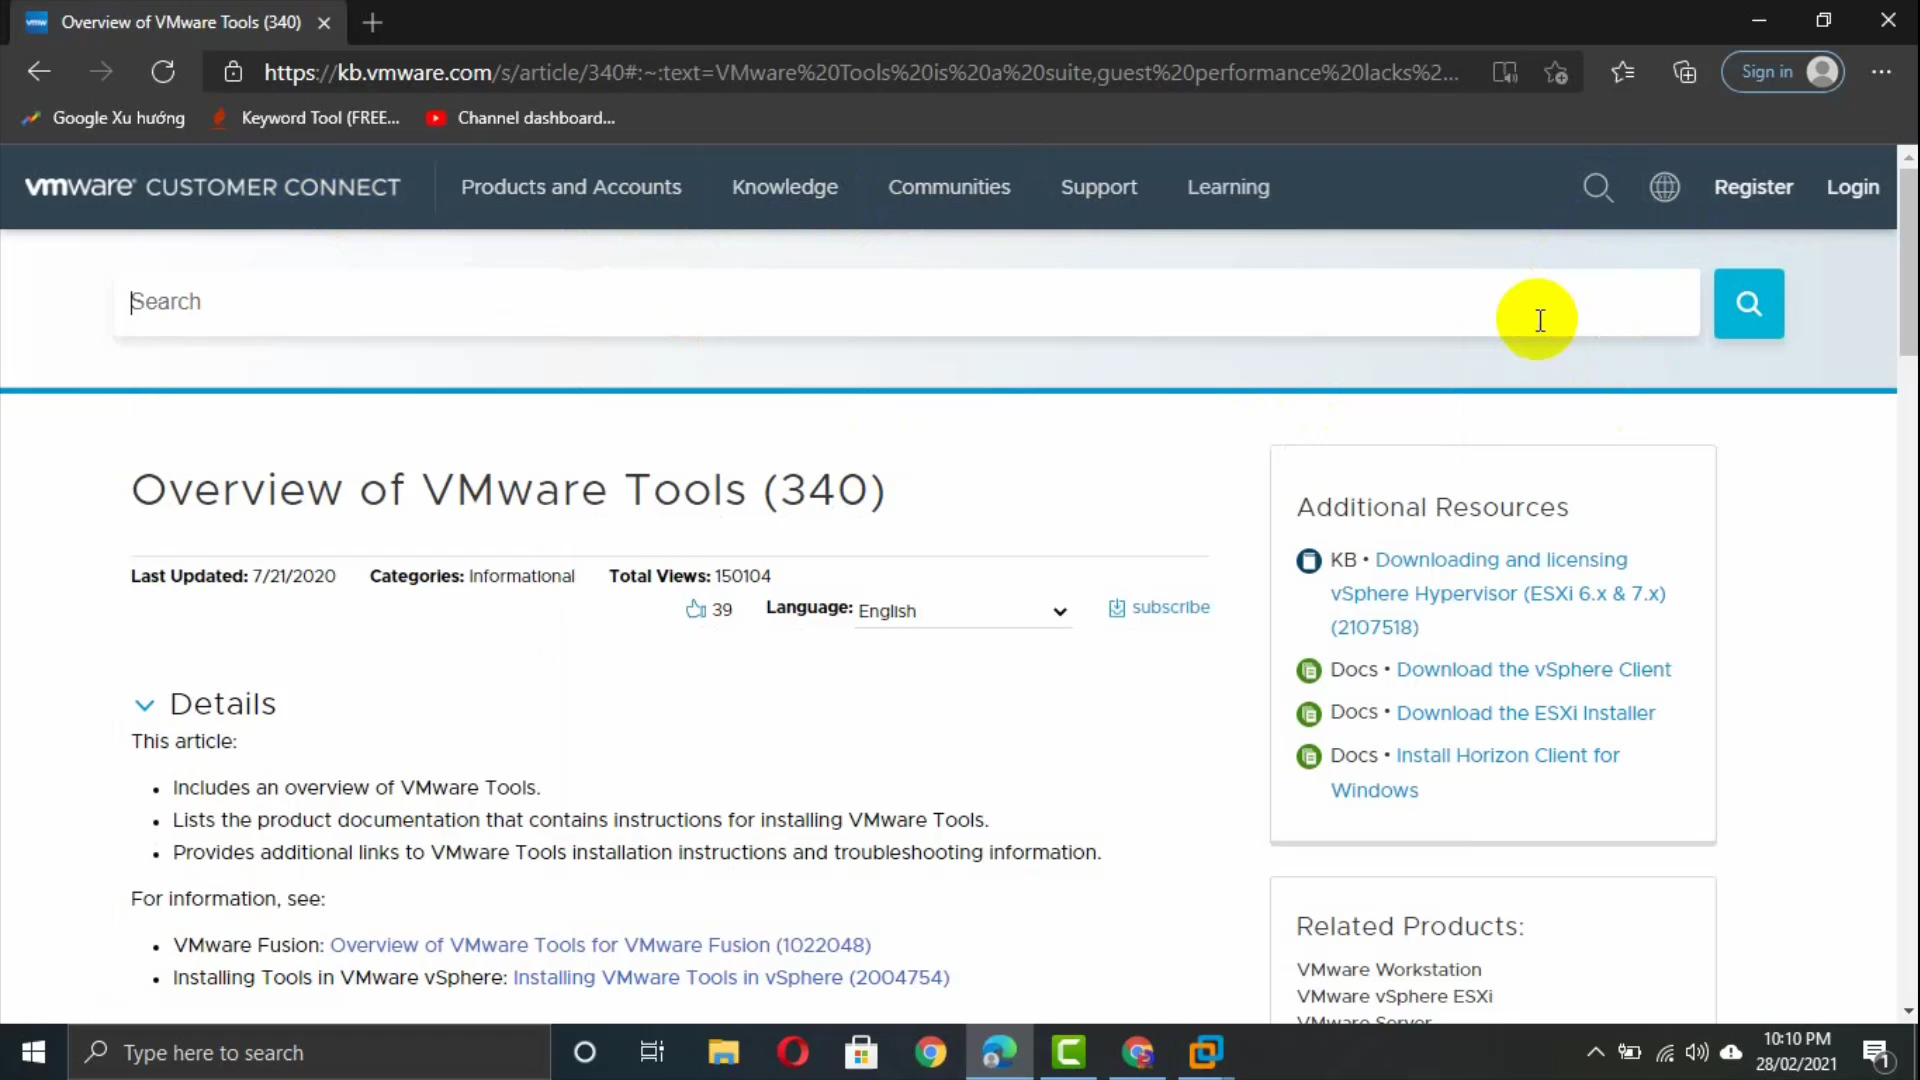 vmw Overview of VMware Tools (340)
https://kb.vmware.com/s/article/340#:~:text=VMware%20Tools%20is%20a%20suite,guest%20performance%20lacks%2... Sign in
Google Xu hướng Keyword Tool (FREE... Channel dashboard...
vmware® CUSTOMER CONNECT Products and Accounts Knowledge Communities Support Learning Register Login
Search
Overview of VMware Tools (340)
Last Updated: 7/21/2020 Categories: Informational Total Views: 150104
39 Language: English subscribe
Details
This article:
• Includes an overview of VMware Tools.
• Lists the product documentation that contains instructions for installing VMware Tools.
• Provides additional links to VMware Tools installation instructions and troubleshooting information.
For information, see:
• VMware Fusion: Overview of VMware Tools for VMware Fusion (1022048)
• Installing Tools in VMware vSphere: Installing VMware Tools in vSphere (2004754)
Additional Resources
KB • Downloading and licensing
vSphere Hypervisor (ESXi 6.x & 7.x)
(2107518)
Docs • Download the vSphere Client
Docs • Download the ESXi Installer
Docs • Install Horizon Client for
Windows
Related Products:
VMware Workstation
VMware vSphere ESXi
VMware Server
Type here to search
10:10 PM
28/02/2021
1